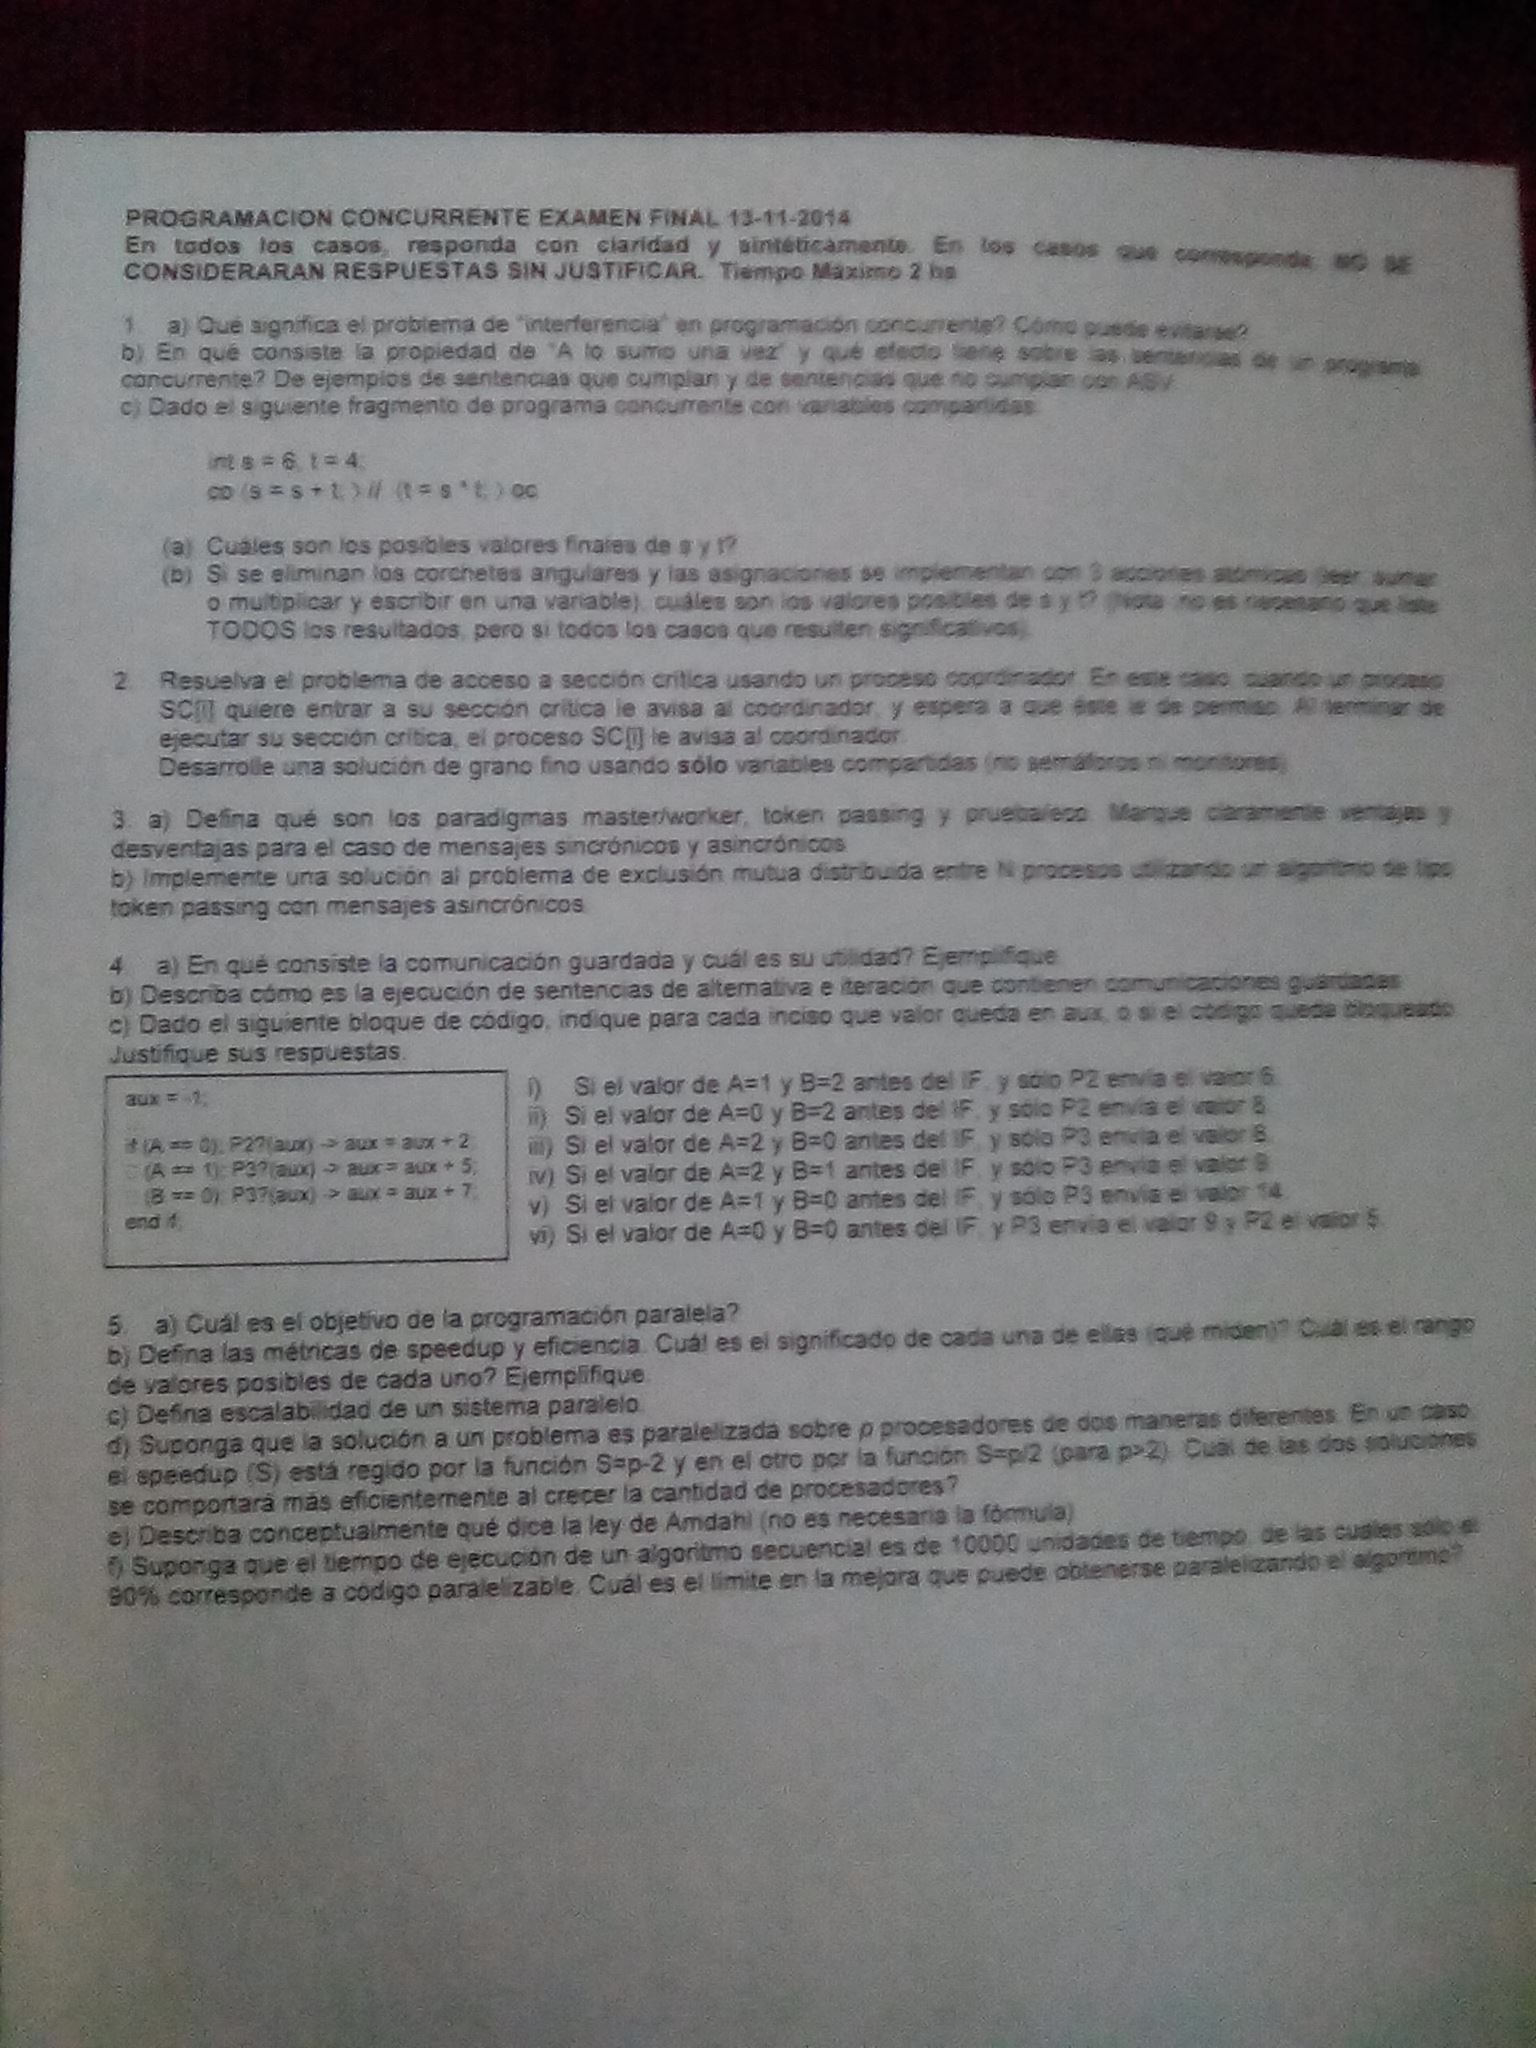 PROGRAMACION CONCURRENTE EXAMEN FINAL 13-11-2014
En todos los casos, responda con claridad y sintéticamente. En los casos que corresponda, NO SE
CONSIDERARAN RESPUESTAS SIN JUSTIFICAR. Tiempo Máximo 2 hs
1. a) Qué significa el problema de "interferencia" en programación concurrente? Cómo puede evitarse?
b) En qué consiste la propiedad de "A lo sumo una vez" y qué efecto tiene sobre las sentencias de un programa
concurrente? De ejemplos de sentencias que cumplan y de sentencias que no cumplan con ASV.
c) Dado el siguiente fragmento de programa concurrente con variables compartidas:
int s = 6, t = 4;
co ⟨s = s + t; ⟩ // ⟨t = s * t; ⟩ oc
(a) Cuáles son los posibles valores finales de s y t?
(b) Si se eliminan los corchetes angulares y las asignaciones se implementan con 3 acciones atómicas (leer, sumar
o multiplicar y escribir en una variable), cuáles son los valores posibles de s y t? (Nota: no es necesario que liste
TODOS los resultados, pero si todos los casos que resulten significativos).
2. Resuelva el problema de acceso a sección crítica usando un proceso coordinador. En este caso, cuando un proceso
SC[i] quiere entrar a su sección crítica le avisa al coordinador, y espera a que éste le de permiso. Al terminar de
ejecutar su sección crítica, el proceso SC[i] le avisa al coordinador.
Desarrolle una solución de grano fino usando sólo variables compartidas (no semáforos ni monitores).
3. a) Defina qué son los paradigmas master/worker, token passing y prueba/eco. Marque claramente ventajas y
desventajas para el caso de mensajes sincrónicos y asincrónicos.
b) Implemente una solución al problema de exclusión mutua distribuida entre N procesos utilizando un algoritmo de tipo
token passing con mensajes asincrónicos.
4. a) En qué consiste la comunicación guardada y cuál es su utilidad? Ejemplifique.
b) Describa cómo es la ejecución de sentencias de alternativa e iteración que contienen comunicaciones guardadas.
c) Dado el siguiente bloque de código, indique para cada inciso que valor queda en aux, o si el código queda bloqueado.
Justifique sus respuestas.
aux = -1;
if (A == 0); P2?(aux) -> aux = aux + 2;
□ (A == 1); P3?(aux) -> aux = aux + 5;
(B == 0); P3?(aux) -> aux = aux + 7;
end if;
i) Si el valor de A=1 y B=2 antes del IF, y sólo P2 envía el valor 6.
ii) Si el valor de A=0 y B=2 antes del IF, y sólo P2 envía el valor 8.
iii) Si el valor de A=2 y B=0 antes del IF, y sólo P3 envía el valor 8.
iv) Si el valor de A=2 y B=1 antes del IF, y sólo P3 envía el valor 9.
v) Si el valor de A=1 y B=0 antes del IF, y sólo P3 envía el valor 14.
vi) Si el valor de A=0 y B=0 antes del IF, y P3 envía el valor 9 y P2 el valor 5.
5. a) Cuál es el objetivo de la programación paralela?
b) Defina las métricas de speedup y eficiencia. Cuál es el significado de cada una de ellas (qué miden)? Cuál es el rango
de valores posibles de cada uno? Ejemplifique.
c) Defina escalabilidad de un sistema paralelo.
d) Suponga que la solución a un problema es paralelizada sobre p procesadores de dos maneras diferentes. En un caso,
el speedup (S) está regido por la función S=p-2 y en el otro por la función S=p/2 (para p>2). Cuál de las dos soluciones
se comportará más eficientemente al crecer la cantidad de procesadores?
e) Describa conceptualmente qué dice la ley de Amdahl (no es necesaria la fórmula).
f) Suponga que el tiempo de ejecución de un algoritmo secuencial es de 10000 unidades de tiempo, de las cuales sólo el
90% corresponde a código paralelizable. Cuál es el límite en la mejora que puede obtenerse paralelizando el algoritmo?